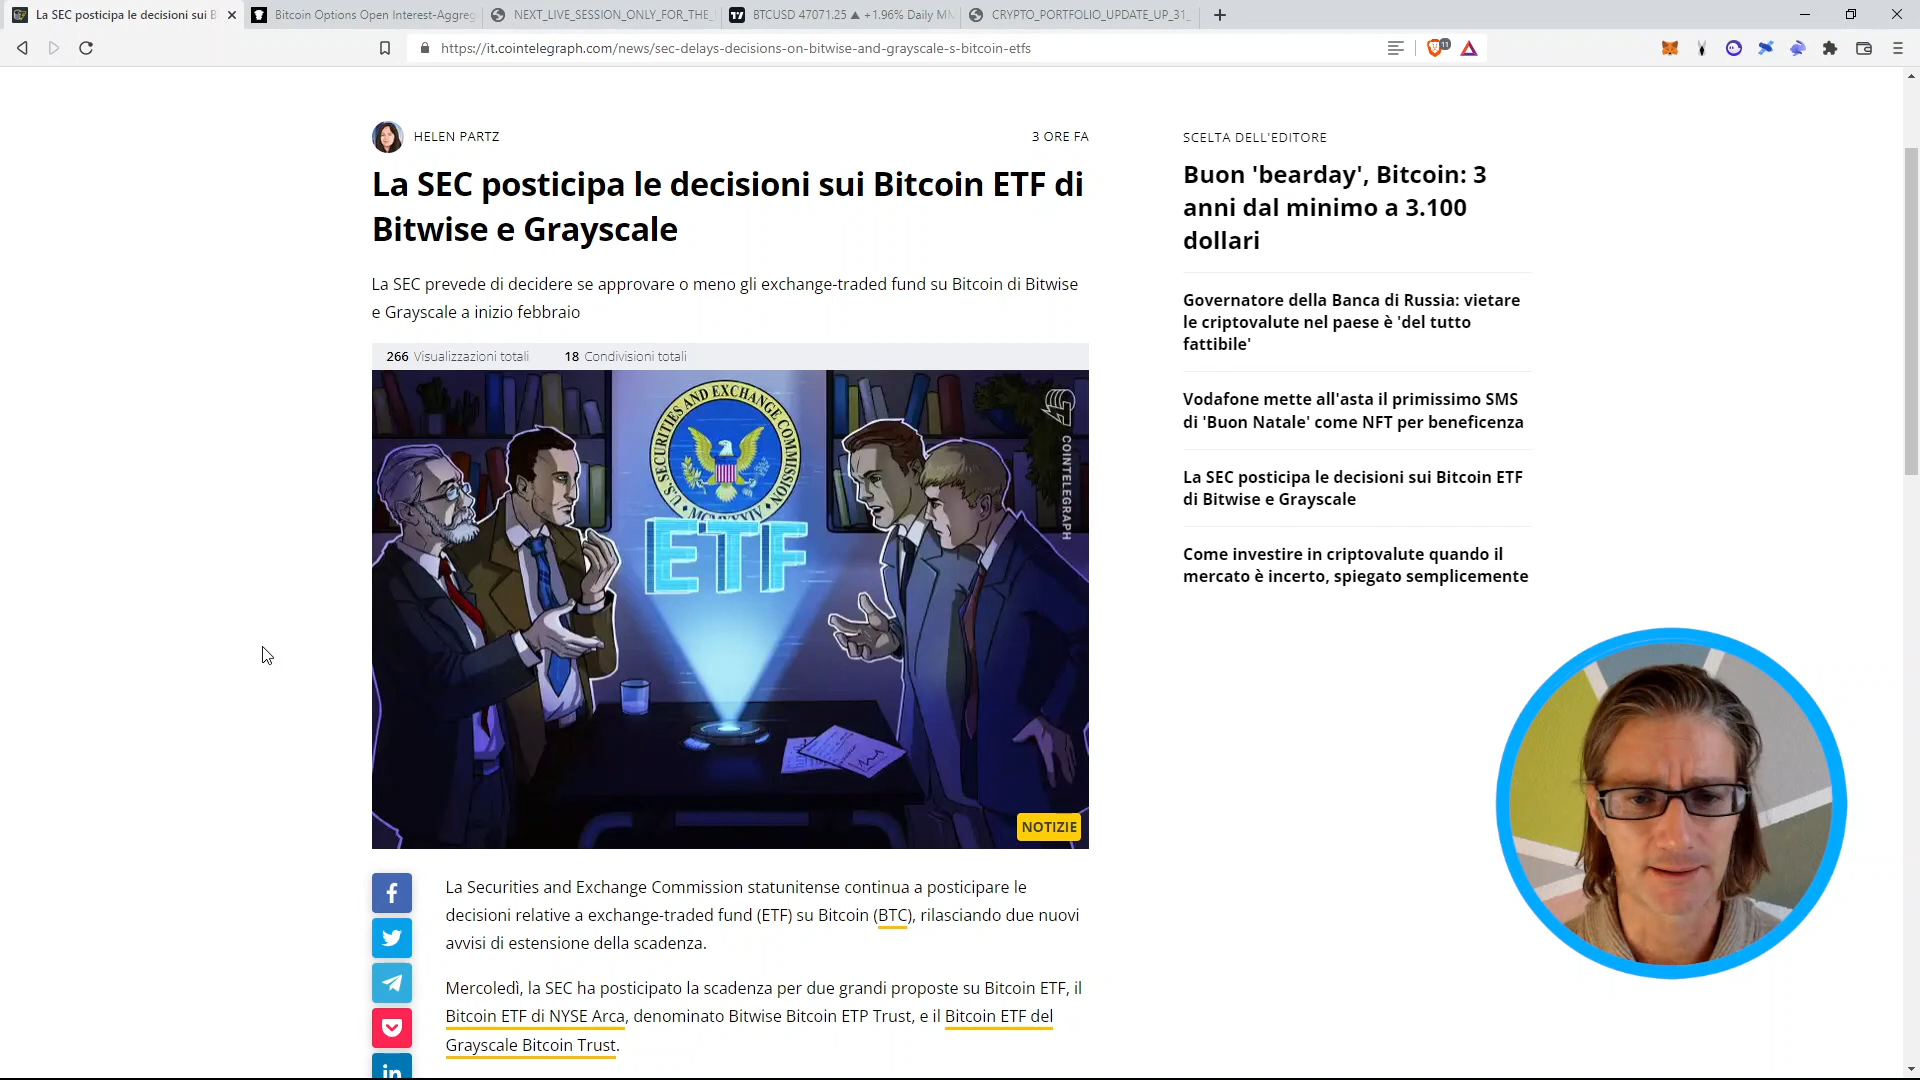 La SEC posticipa le decisioni sui B
Bitcoin Options Open Interest-Aggreg
NEXT_LIVE_SESSION_ONLY_FOR_THE_
BTCUSD 47071.25 ▲ +1.96% Daily MN
CRYPTO_PORTFOLIO_UPDATE_UP_31_
https://it.cointelegraph.com/news/sec-delays-decisions-on-bitwise-and-grayscale-s-bitcoin-etfs
11
HELEN PARTZ
3 ORE FA
La SEC posticipa le decisioni sui Bitcoin ETF di
Bitwise e Grayscale
La SEC prevede di decidere se approvare o meno gli exchange-traded fund su Bitcoin di Bitwise
e Grayscale a inizio febbraio
266 Visualizzazioni totali 18 Condivisioni totali
U.S. SECURITIES AND EXCHANGE COMMISSION
MCMXXXIV
ETF
COINTELEGRAPH
NOTIZIE
La Securities and Exchange Commission statunitense continua a posticipare le
decisioni relative a exchange-traded fund (ETF) su Bitcoin (BTC), rilasciando due nuovi
avvisi di estensione della scadenza.
Mercoledì, la SEC ha posticipato la scadenza per due grandi proposte su Bitcoin ETF, il
Bitcoin ETF di NYSE Arca, denominato Bitwise Bitcoin ETP Trust, e il Bitcoin ETF del
Grayscale Bitcoin Trust.
SCELTA DELL'EDITORE
Buon 'bearday', Bitcoin: 3
anni dal minimo a 3.100
dollari
Governatore della Banca di Russia: vietare
le criptovalute nel paese è 'del tutto
fattibile'
Vodafone mette all'asta il primissimo SMS
di 'Buon Natale' come NFT per beneficenza
La SEC posticipa le decisioni sui Bitcoin ETF
di Bitwise e Grayscale
Come investire in criptovalute quando il
mercato è incerto, spiegato semplicemente